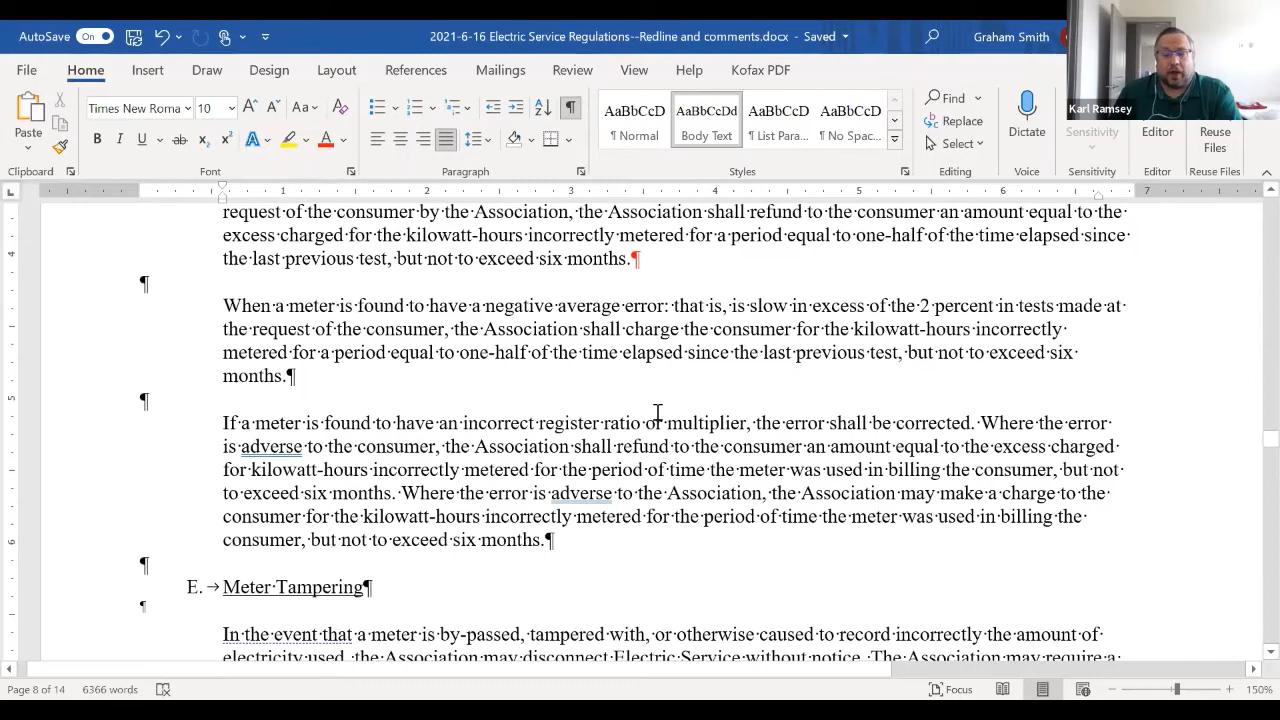 AutoSave On 2021-6-16 Electric Service Regulations--Redline and comments.docx - Saved Graham Smith
File Home Insert Draw Design Layout References Mailings Review View Help Kofax PDF
Karl Ramsey
Times New Roma 10 A A Aa
B I U ab x2 x2 A A
Paste
AaBbCcD AaBbCcDd AaBbCcD AaBbCcD
¶ Normal Body Text ¶ List Para... ¶ No Spac...
Find
Replace
Select
Dictate
Sensitivity
Editor
Reuse
Files
Clipboard Font Paragraph Styles Editing Voice Sensitivity Editor Reuse Files
1 2 3 4 5 6 7
request of the consumer by the Association, the Association shall refund to the consumer an amount equal to the
excess charged for the kilowatt-hours incorrectly metered for a period equal to one-half of the time elapsed since
the last previous test, but not to exceed six months.¶
¶
When a meter is found to have a negative average error: that is, is slow in excess of the 2 percent in tests made at
the request of the consumer, the Association shall charge the consumer for the kilowatt-hours incorrectly
metered for a period equal to one-half of the time elapsed since the last previous test, but not to exceed six
months.¶
¶
If a meter is found to have an incorrect register ratio or multiplier, the error shall be corrected. Where the error
is adverse to the consumer, the Association shall refund to the consumer an amount equal to the excess charged
for kilowatt-hours incorrectly metered for the period of time the meter was used in billing the consumer, but not
to exceed six months. Where the error is adverse to the Association, the Association may make a charge to the
consumer for the kilowatt-hours incorrectly metered for the period of time the meter was used in billing the
consumer, but not to exceed six months.¶
¶
E. → Meter Tampering¶
¶
In the event that a meter is by-passed, tampered with, or otherwise caused to record incorrectly the amount of
electricity used, the Association may disconnect Electric Service without notice. The Association may require a
Page 8 of 14 6366 words Focus 150%